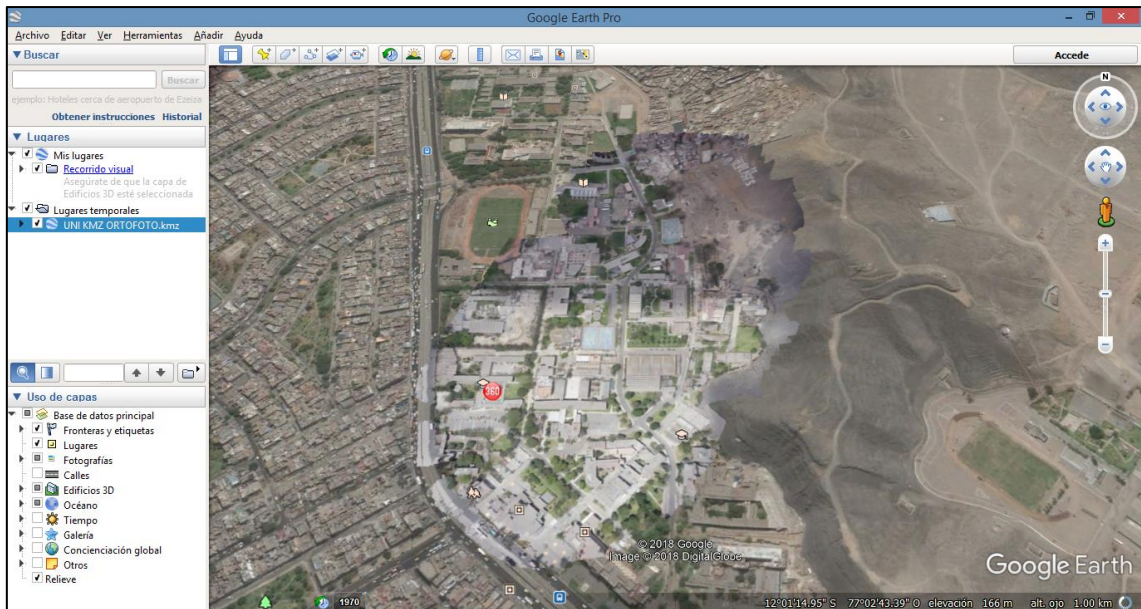 Google Earth Pro
Archivo Editar Ver Herramientas Añadir Ayuda
Buscar
Accede
Buscar
ejemplo: Hoteles cerca de aeropuerto de Ezeiza
Obtener instrucciones Historial
Lugares
Mis lugares
Recorrido visual
Asegúrate de que la capa de
Edificios 3D esté seleccionada
Lugares temporales
UNI KMZ ORTOFOTO.kmz
Uso de capas
Base de datos principal
Fronteras y etiquetas
Lugares
Fotografías
Calles
Edificios 3D
Océano
Tiempo
Galería
Concienciación global
Otros
Relieve
N
360
© 2018 Google
Image © 2018 DigitalGlobe
Google Earth
1970
12°01'14.95" S 77°02'43.39" O elevación 166 m alt. ojo 1.00 km